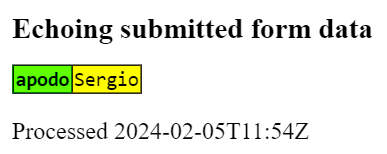 Echoing submitted form data
apodo Sergio
Processed 2024-02-05T11:54Z